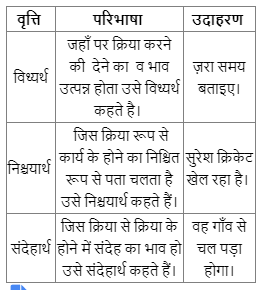 वृत्ति परिभाषा उदाहरण
विध्यर्थ
जहाँ पर क्रिया करने
की देने का व भाव
उत्पन्न होता उसे विध्यर्थ
कहते है।
ज़रा समय
बताइए।
निश्चयार्थ
जिस क्रिया रूप से
कार्य के होने का निश्चित
रूप से पता चलता है
उसे निश्चयार्थ कहते हैं।
सुरेश क्रिकेट
खेल रहा है।
संदेहार्थ
जिस क्रिया से क्रिया के
होने में संदेह का भाव हो
उसे संदेहार्थ कहते हैं।
वह गाँव से
चल पड़ा
होगा।